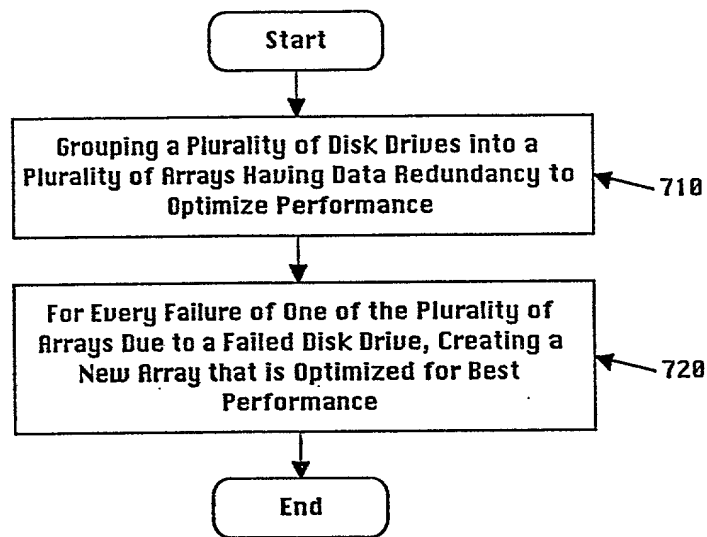 Start
Grouping a Plurality of Disk Drives into a
Plurality of Arrays Having Data Redundancy to
Optimize Performance
710
For Every Failure of One of the Plurality of
Arrays Due to a Failed Disk Drive, Creating a
New Array that is Optimized for Best
Performance
720
End